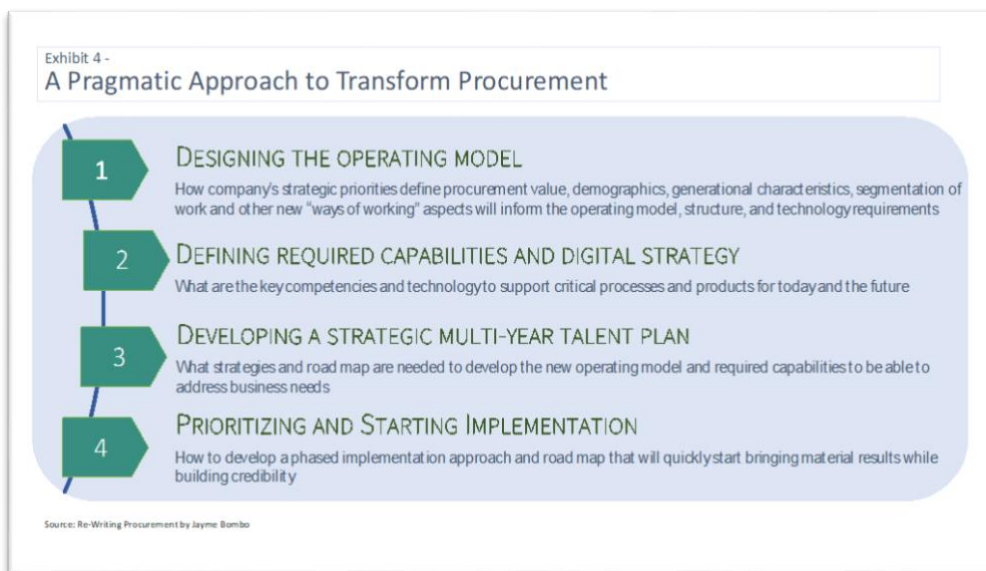 Exhibit 4 -
A Pragmatic Approach to Transform Procurement
1
DESIGNING THE OPERATING MODEL
How company's strategic priorities define procurement value, demographics, generational characteristics, segmentation of
work and other new “ways of working” aspects will inform the operating model, structure, and technology requirements
2
DEFINING REQUIRED CAPABILITIES AND DIGITAL STRATEGY
What are the key competencies and technology to support critical processes and products for today and the future
3
DEVELOPING A STRATEGIC MULTI-YEAR TALENT PLAN
What strategies and road map are needed to develop the new operating model and required capabilities to be able to
address business needs
4
PRIORITIZING AND STARTING IMPLEMENTATION
How to develop a phased implementation approach and road map that will quickly start bringing material results while
building credibility
Source: Re-Writing Procurement by Jayme Bombo